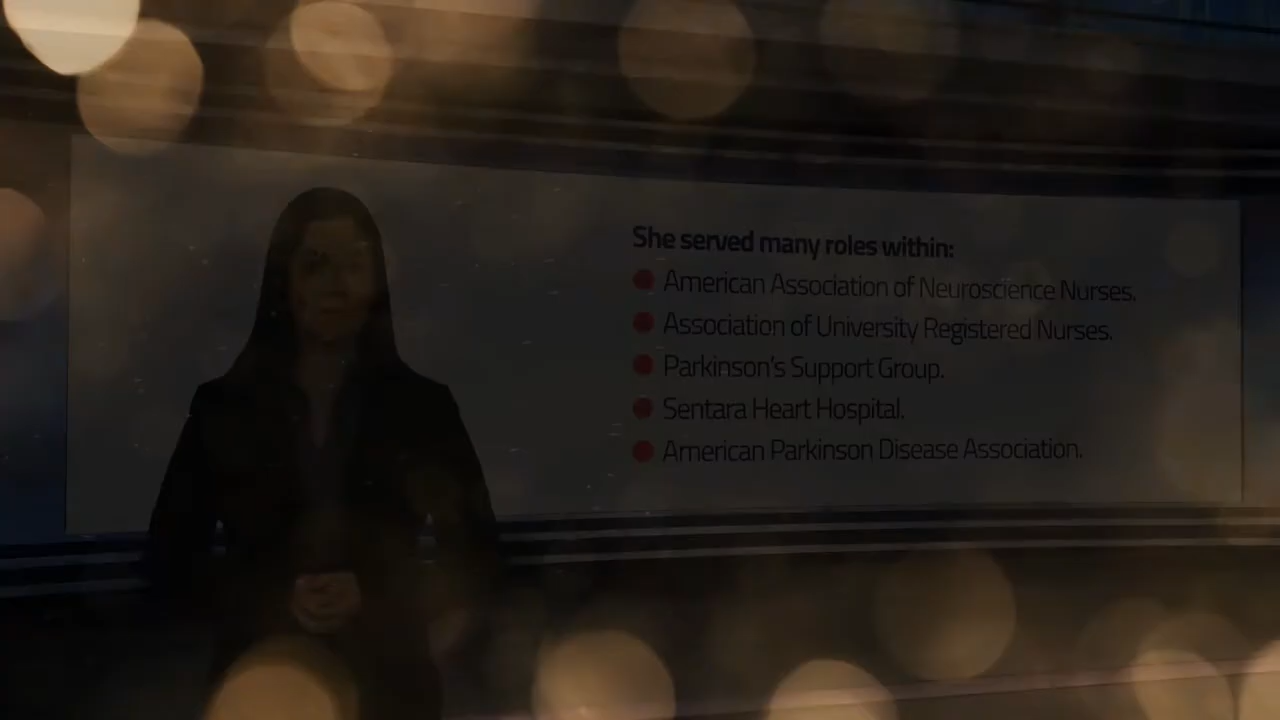 She served many roles within:
American Association of Neuroscience Nurses.
Association of University Registered Nurses.
Parkinson's Support Group.
Sentara Heart Hospital.
American Parkinson Disease Association.